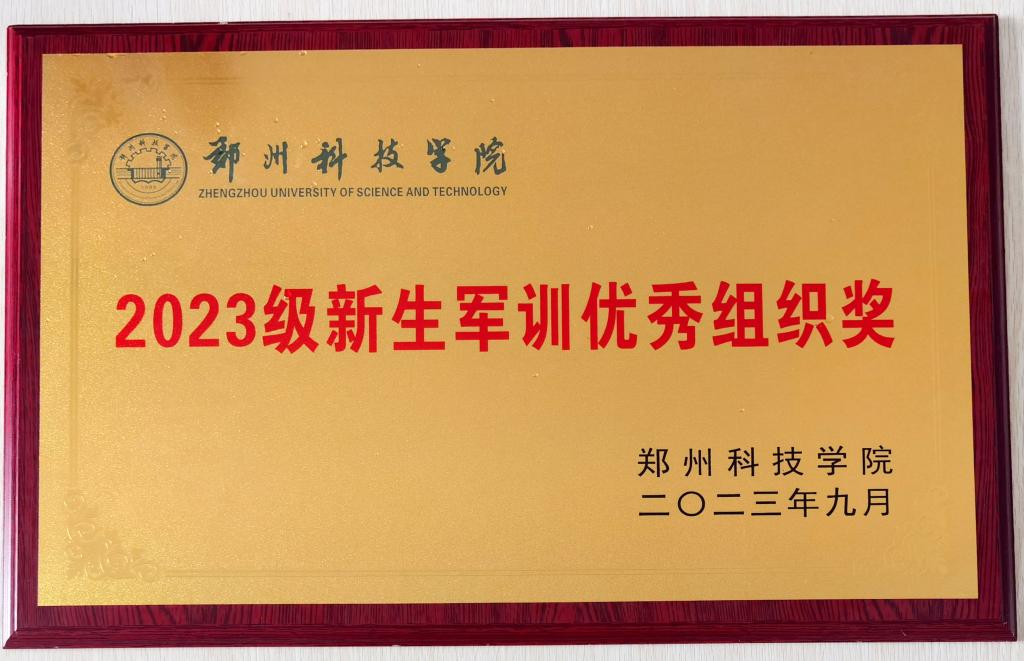 郑州科技学院
ZHENGZHOU UNIVERSITY OF SCIENCE AND TECHNOLOGY
2023级新生军训优秀组织奖
郑州科技学院
二〇二三年九月